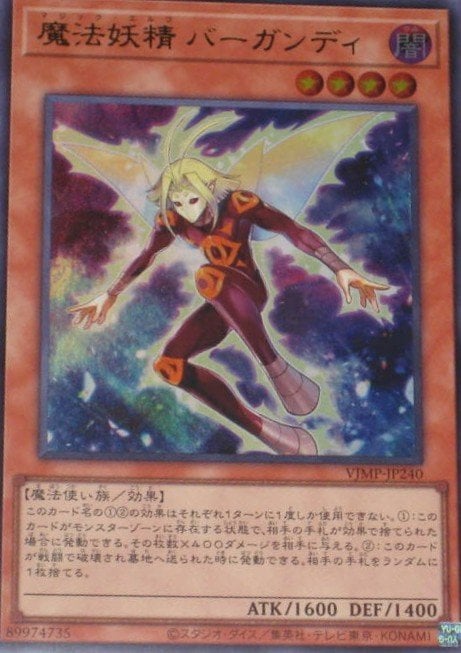 マジック エルフ
魔法妖精 バーガンディ
闇
VJMP-JP240
【魔法使い族／効果】
このカード名の①②の効果はそれぞれ1ターンに1度しか使用できない。①：この
カードがモンスターゾーンに存在する状態で、相手の手札が効果で捨てられた
場合に発動できる。その枚数×400ダメージを相手に与える。②：このカード
が戦闘で破壊され墓地へ送られた時に発動できる。相手の手札をランダムに
1枚捨てる。
ATK/1600 DEF/1400
89974735
©スタジオ・ダイス／集英社・テレビ東京・KONAMI